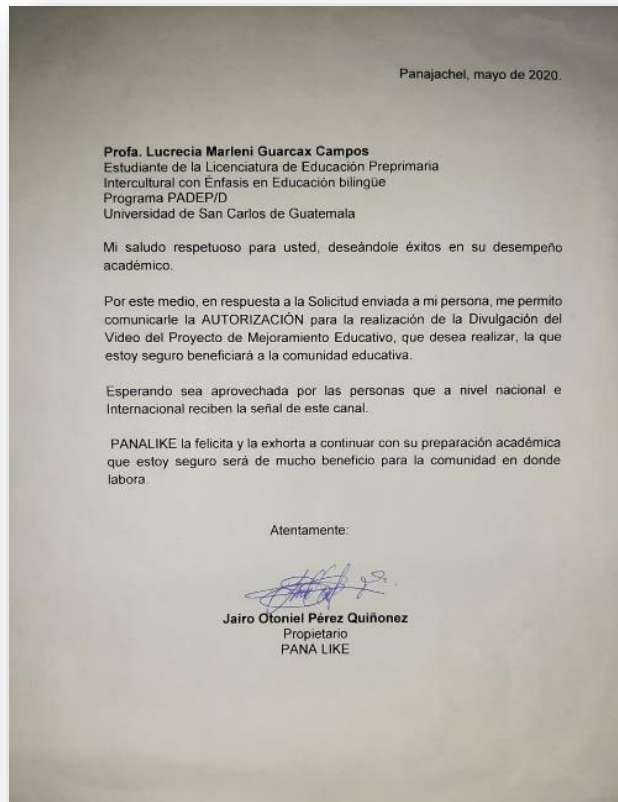 Panajachel, mayo de 2020.
Profa. Lucrecia Marleni Guarcax Campos
Estudiante de la Licenciatura de Educación Preprimaria
Intercultural con Énfasis en Educación bilingüe
Programa PADEP/D
Universidad de San Carlos de Guatemala
Mi saludo respetuoso para usted, deseándole éxitos en su desempeño
académico.
Por este medio, en respuesta a la Solicitud enviada a mi persona, me permito
comunicarle la AUTORIZACIÓN para la realización de la Divulgación del
Video del Proyecto de Mejoramiento Educativo, que desea realizar, la que
estoy seguro beneficiará a la comunidad educativa.
Esperando sea aprovechada por las personas que a nivel nacional e
Internacional reciben la señal de este canal.
PANALIKE la felicita y la exhorta a continuar con su preparación académica
que estoy seguro será de mucho beneficio para la comunidad en donde
labora
Atentamente:
Jairo Otoniel Pérez Quiñonez
Propietario
PANA LIKE